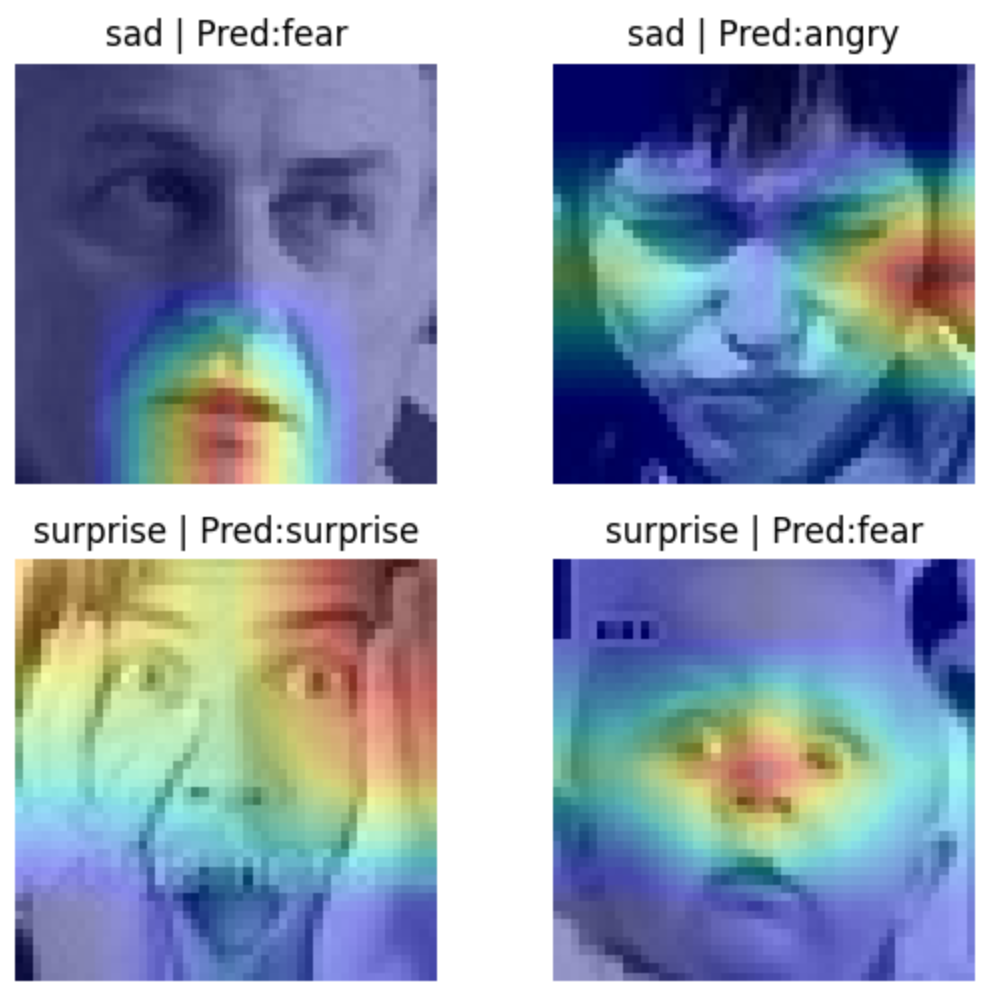 sad | Pred:fear
sad | Pred:angry
surprise | Pred:surprise
surprise | Pred:fear